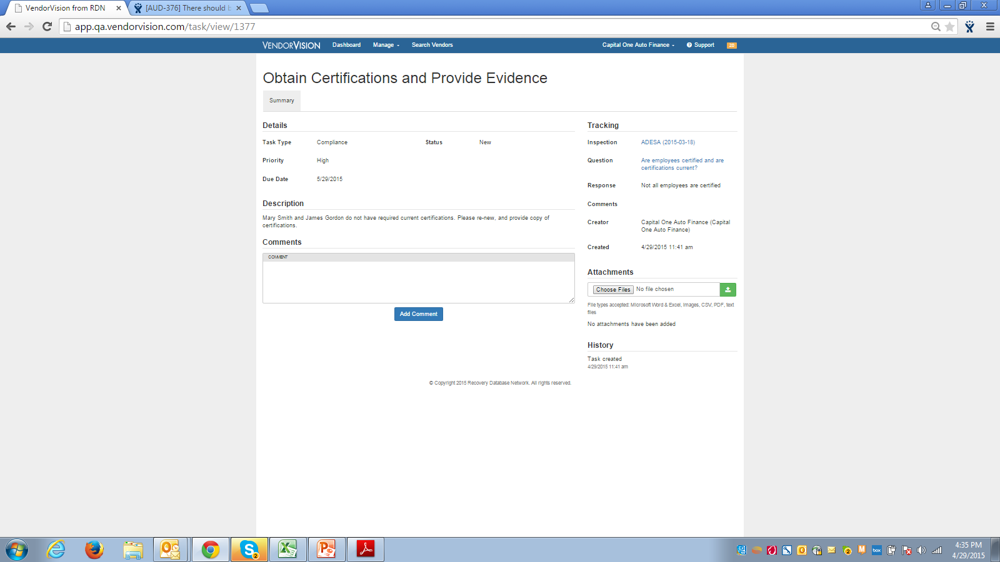 VendorVision from RDN
[AUD-376] There should b
app.qa.vendorvision.com/task/view/1377
VENDORVISION
Dashboard
Manage
Search Vendors
Capital One Auto Finance
Support
20
Obtain Certifications and Provide Evidence
Summary
Details
Task Type
Compliance
Status
New
Priority
High
Due Date
5/29/2015
Description
Mary Smith and James Gordon do not have required current certifications. Please re-new, and provide copy of
certifications.
Comments
COMMENT
Add Comment
Tracking
Inspection
ADESA (2015-03-18)
Question
Are employees certified and are
certifications current?
Response
Not all employees are certified
Comments
Creator
Capital One Auto Finance (Capital
One Auto Finance)
Created
4/29/2015 11:41 am
Attachments
Choose Files No file chosen
File types accepted: Microsoft Word & Excel, Images, CSV, PDF, text
files
No attachments have been added
History
Task created
4/29/2015 11:41 am
© Copyright 2015 Recovery Database Network. All rights reserved.
4:35 PM
4/29/2015